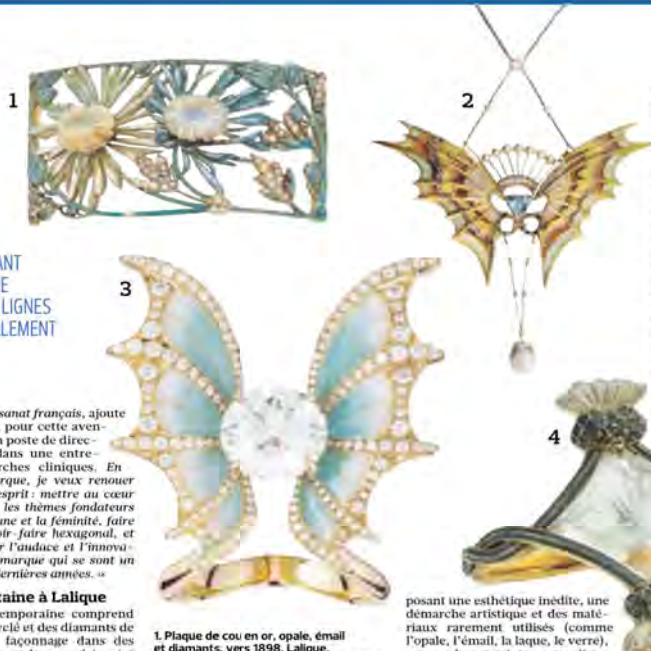 1
2
3
4
ANT
E
LIGNES
LEMENT
sanat français, ajoute
pour cette aven-
poste de direc-
dans une entre-
rches cliniques. En
rque, je veux renouer
esprit : mettre au cœur
les thèmes fondateurs
une et la féminité, faire
oir-faire hexagonal, et
r l'audace et l'innova-
marque qui se sont un
dernières années. »
taine à Lalique
temporaine comprend
rclé et des diamants de
façonnage dans des
1. Plaque de cou en or, opale, émail
et diamants, vers 1898, Lalique.
posant une esthétique inédite, une
démarche artistique et des maté-
riaux rarement utilisés (comme
l'opale, l'émail, la laque, le verre),